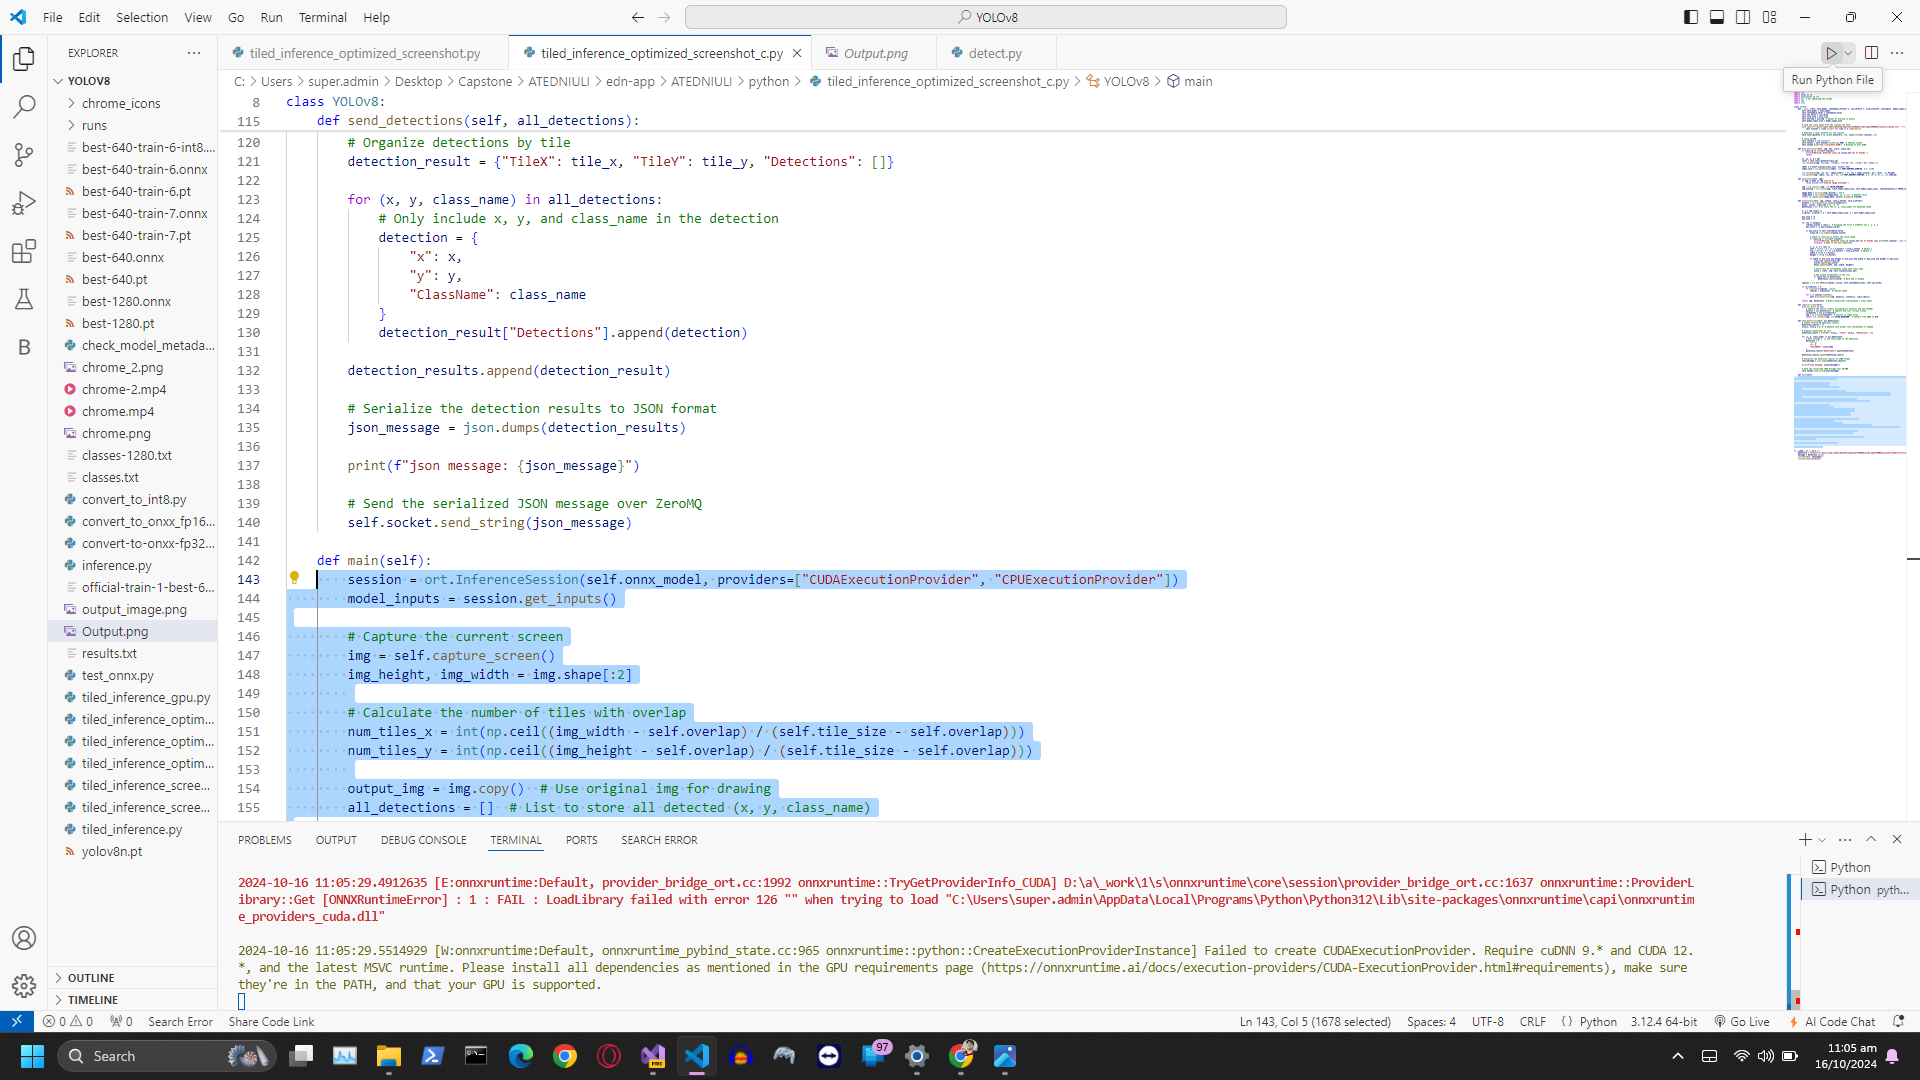 File Edit Selection View Go Run Terminal Help
YOLOv8
EXPLORER
tiled_inference_optimized_screenshot.py
tiled_inference_optimized_screenshot_c.py
Output.png
detect.py
Run Python File
C: > Users > super.admin > Desktop > Capstone > ATEDNIULI > edn-app > ATEDNIULI > python > tiled_inference_optimized_screenshot_c.py > YOLOv8 > main
YOLOV8
chrome_icons
runs
best-640-train-6-int8....
best-640-train-6.onnx
best-640-train-6.pt
best-640-train-7.onnx
best-640-train-7.pt
best-640.onnx
best-640.pt
best-1280.onnx
best-1280.pt
check_model_metada...
chrome_2.png
chrome-2.mp4
chrome.mp4
chrome.png
classes-1280.txt
classes.txt
convert_to_int8.py
convert_to_onxx_fp16...
convert-to-onxx-fp32...
inference.py
official-train-1-best-6...
output_image.png
Output.png
results.txt
test_onnx.py
tiled_inference_gpu.py
tiled_inference_optim...
tiled_inference_optim...
tiled_inference_optim...
tiled_inference_scree...
tiled_inference_scree...
tiled_inference.py
yolov8n.pt
OUTLINE
TIMELINE
8 class YOLOv8:
115 def send_detections(self, all_detections):
120 # Organize detections by tile
121 detection_result = {"TileX": tile_x, "TileY": tile_y, "Detections": []}
122
123 for (x, y, class_name) in all_detections:
124 # Only include x, y, and class_name in the detection
125 detection = {
126 "x": x,
127 "y": y,
128 "ClassName": class_name
129 }
130 detection_result["Detections"].append(detection)
131
132 detection_results.append(detection_result)
133
134 # Serialize the detection results to JSON format
135 json_message = json.dumps(detection_results)
136
137 print(f"json message: {json_message}")
138
139 # Send the serialized JSON message over ZeroMQ
140 self.socket.send_string(json_message)
141
142 def main(self):
143 session = ort.InferenceSession(self.onnx_model, providers=["CUDAExecutionProvider", "CPUExecutionProvider"])
144 model_inputs = session.get_inputs()
145
146 # Capture the current screen
147 img = self.capture_screen()
148 img_height, img_width = img.shape[:2]
149
150 # Calculate the number of tiles with overlap
151 num_tiles_x = int(np.ceil((img_width - self.overlap) / (self.tile_size - self.overlap)))
152 num_tiles_y = int(np.ceil((img_height - self.overlap) / (self.tile_size - self.overlap)))
153
154 output_img = img.copy() # Use original img for drawing
155 all_detections = [] # List to store all detected (x, y, class_name)
PROBLEMS OUTPUT DEBUG CONSOLE TERMINAL PORTS SEARCH ERROR
Python
Python pyth...
2024-10-16 11:05:29.4912635 [E:onnxruntime:Default, provider_bridge_ort.cc:1992 onnxruntime::TryGetProviderInfo_CUDA] D:\a\_work\1\s\onnxruntime\core\session\provider_bridge_ort.cc:1637 onnxruntime::ProviderL
ibrary::Get [ONNXRuntimeError] : 1 : FAIL : LoadLibrary failed with error 126 "" when trying to load "C:\Users\super.admin\AppData\Local\Programs\Python\Python312\Lib\site-packages\onnxruntime\capi\onnxruntim
e_providers_cuda.dll"
2024-10-16 11:05:29.5514929 [W:onnxruntime:Default, onnxruntime_pybind_state.cc:965 onnxruntime::python::CreateExecutionProviderInstance] Failed to create CUDAExecutionProvider. Require cuDNN 9.* and CUDA 12.
*, and the latest MSVC runtime. Please install all dependencies as mentioned in the GPU requirements page (https://onnxruntime.ai/docs/execution-providers/CUDA-ExecutionProvider.html#requirements), make sure
they're in the PATH, and that your GPU is supported.
0 0 0 Search Error Share Code Link
Ln 143, Col 5 (1678 selected) Spaces: 4 UTF-8 CRLF {} Python 3.12.4 64-bit Go Live AI Code Chat
Search
97
11:05 am
16/10/2024